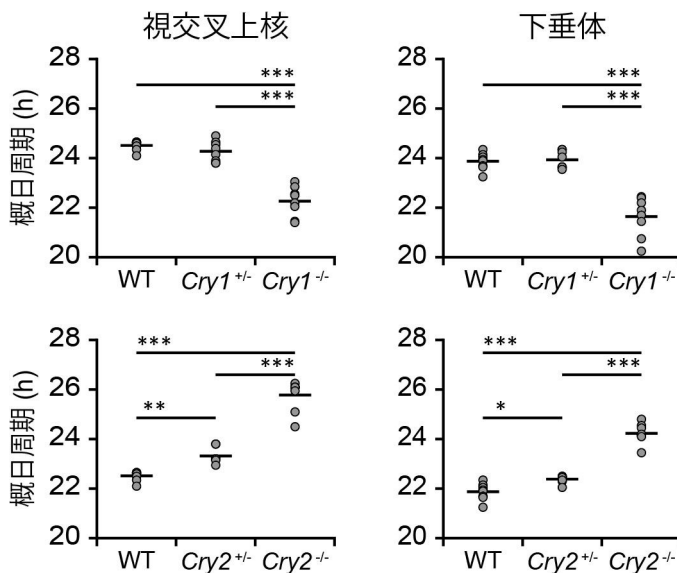 視交叉上核
下垂体
概日周期 (h)
28
26
24
22
20
***
***
WT
Cry1 +/-
Cry1 -/-
28
26
24
22
20
***
***
WT
Cry1 +/-
Cry1 -/-
概日周期 (h)
28
26
24
22
20
***
***
**
WT
Cry2 +/-
Cry2 -/-
28
26
24
22
20
***
***
*
WT
Cry2 +/-
Cry2 -/-